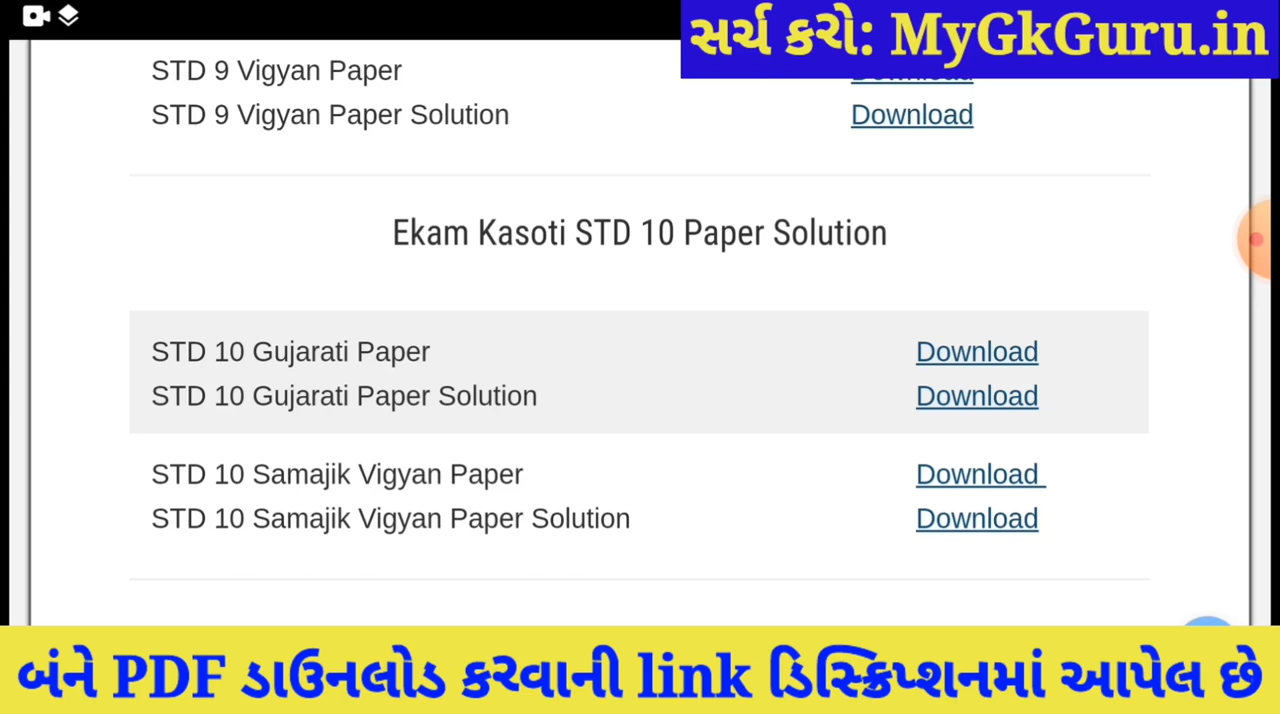 સર્ચ કરો: MyGkGuru.in
STD 9 Vigyan Paper
STD 9 Vigyan Paper Solution Download
Ekam Kasoti STD 10 Paper Solution
STD 10 Gujarati Paper Download
STD 10 Gujarati Paper Solution Download
STD 10 Samajik Vigyan Paper Download
STD 10 Samajik Vigyan Paper Solution Download
બંને PDF ડાઉનલોડ કરવાની link ડિસ્ક્રિપ્શનમાં આપેલ છે